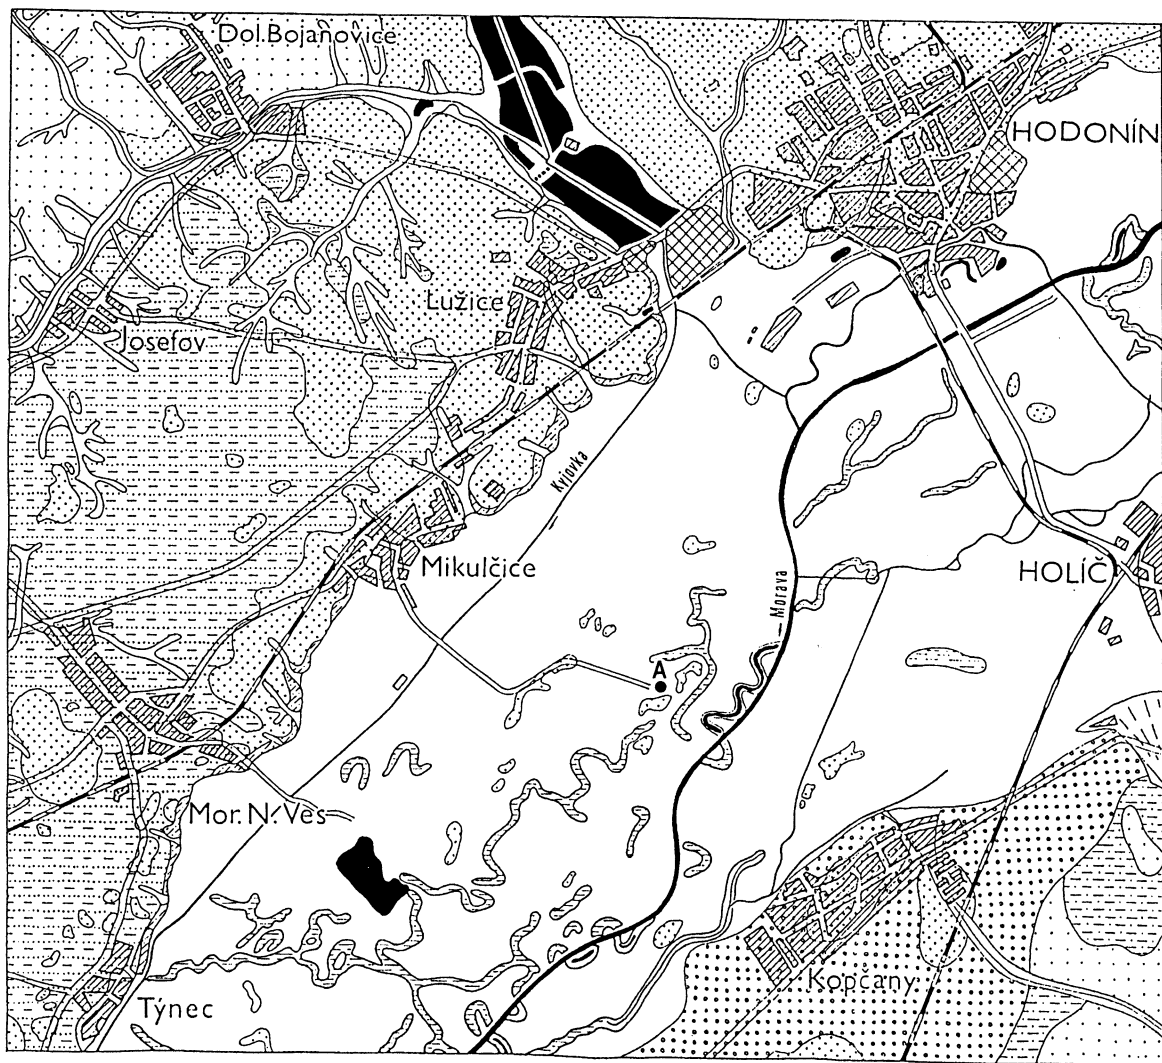 Dol.Bojanovice
HODONÍN
Lužice
Josefov
Kyjovka
Mikulčice
HOLÍČ
Morava
A
Mor. N. Ves
Kopčany
Týnec